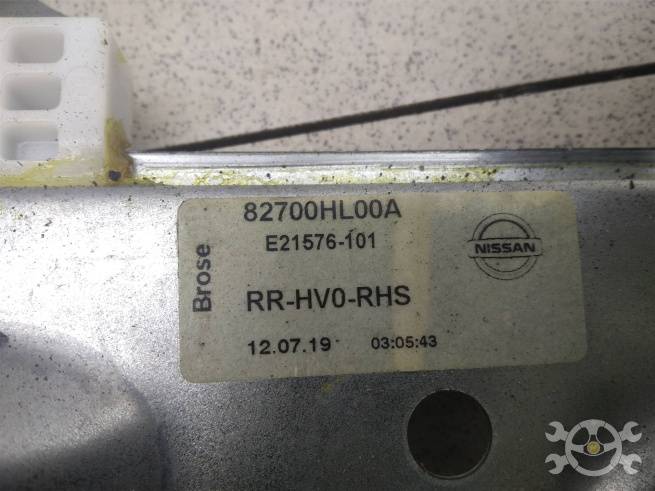 82700HL00A
E21576-101
NISSAN
Brose
RR-HV0-RHS
12.07.19 03:05:43